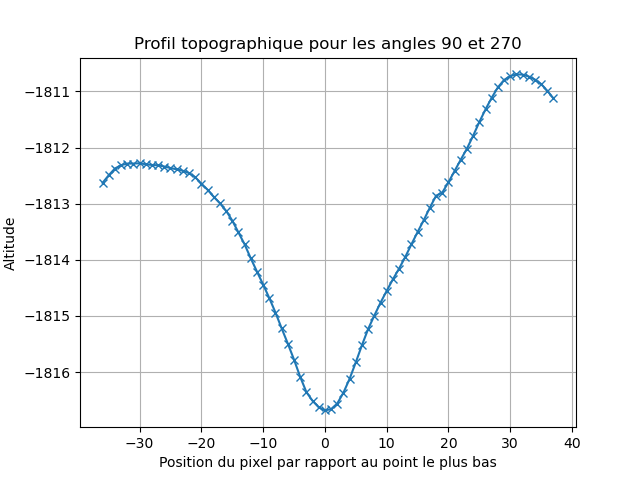 Profil topographique pour les angles 90 et 270
Altitude
−1811
−1812
−1813
−1814
−1815
−1816
−30 −20 −10 0 10 20 30 40
Position du pixel par rapport au point le plus bas